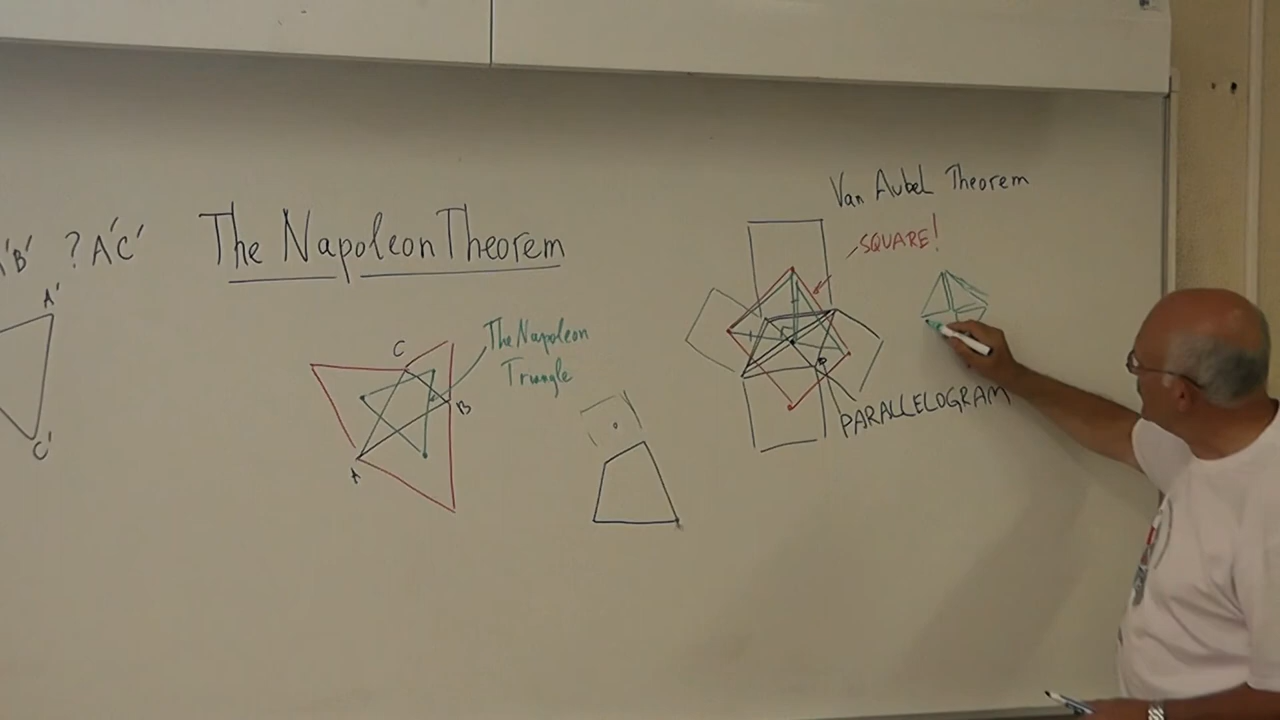 'B' ? A'C'
A'
C'
The Napoleon Theorem
C
B
A
The Napoleon
Triangle
Van Aubel Theorem
SQUARE!
PARALLELOGRAM